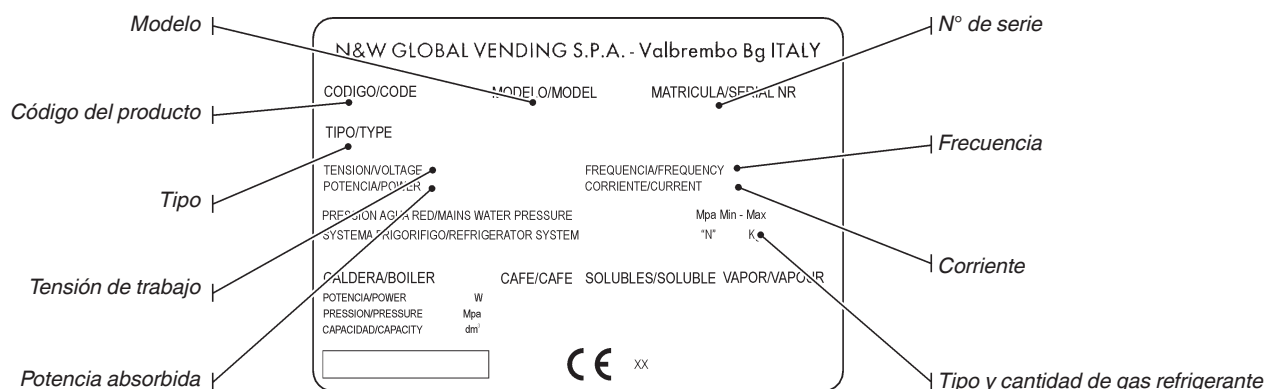 Modelo
N° de serie
N&W GLOBAL VENDING S.P.A. - Valbrembo Bg ITALY
CODIGO/CODE MODELO/MODEL MATRICULA/SERIAL NR
Código del producto
TIPO/TYPE
Frecuencia
TENSION/VOLTAGE FREQUENCIA/FREQUENCY
POTENCIA/POWER CORRIENTE/CURRENT
Tipo
PRESSION AGUA RED/MAINS WATER PRESSURE Mpa Min - Max
SYSTEMA FRIGORIFIGO/REFRIGERATOR SYSTEM "N" Kg
Corriente
CALDERA/BOILER CAFE/CAFE SOLUBLES/SOLUBLE VAPOR/VAPOUR
Tensión de trabajo
POTENCIA/POWER W
PRESSION/PRESSURE Mpa
CAPACIDAD/CAPACITY dm³
CE XX
Potencia absorbida
Tipo y cantidad de gas refrigerante